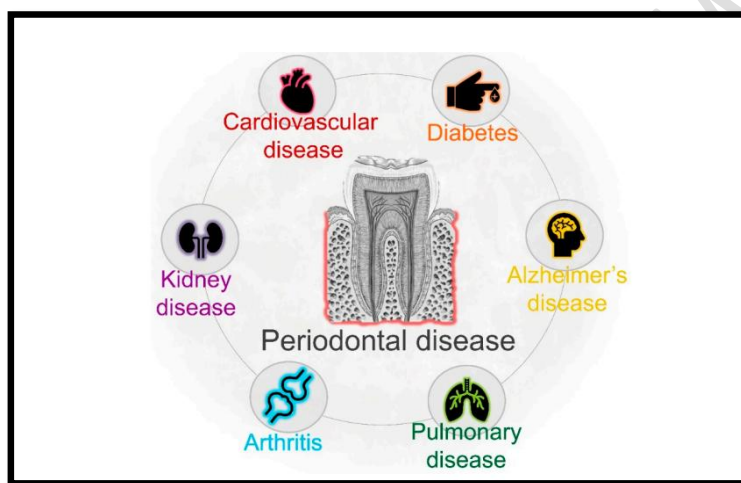 Cardiovascular
disease
Diabetes
Kidney
disease
Alzheimer's
disease
Periodontal disease
Arthritis
Pulmonary
disease